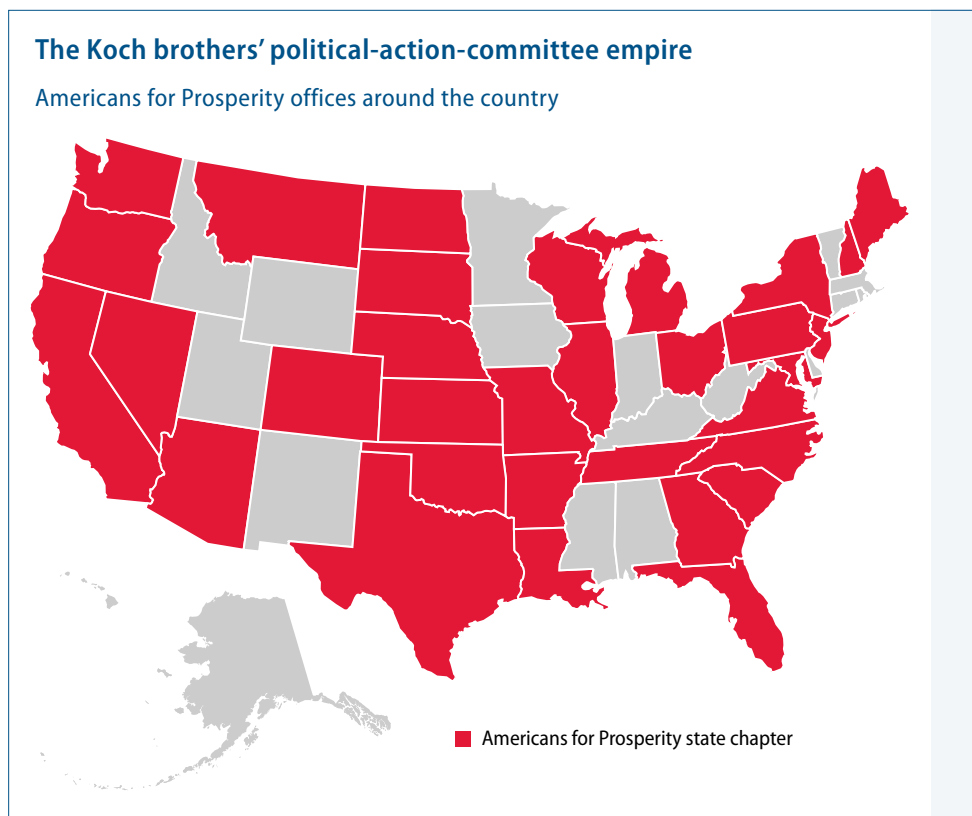 The Koch brothers’ political-action-committee empire
Americans for Prosperity offices around the country
Americans for Prosperity state chapter